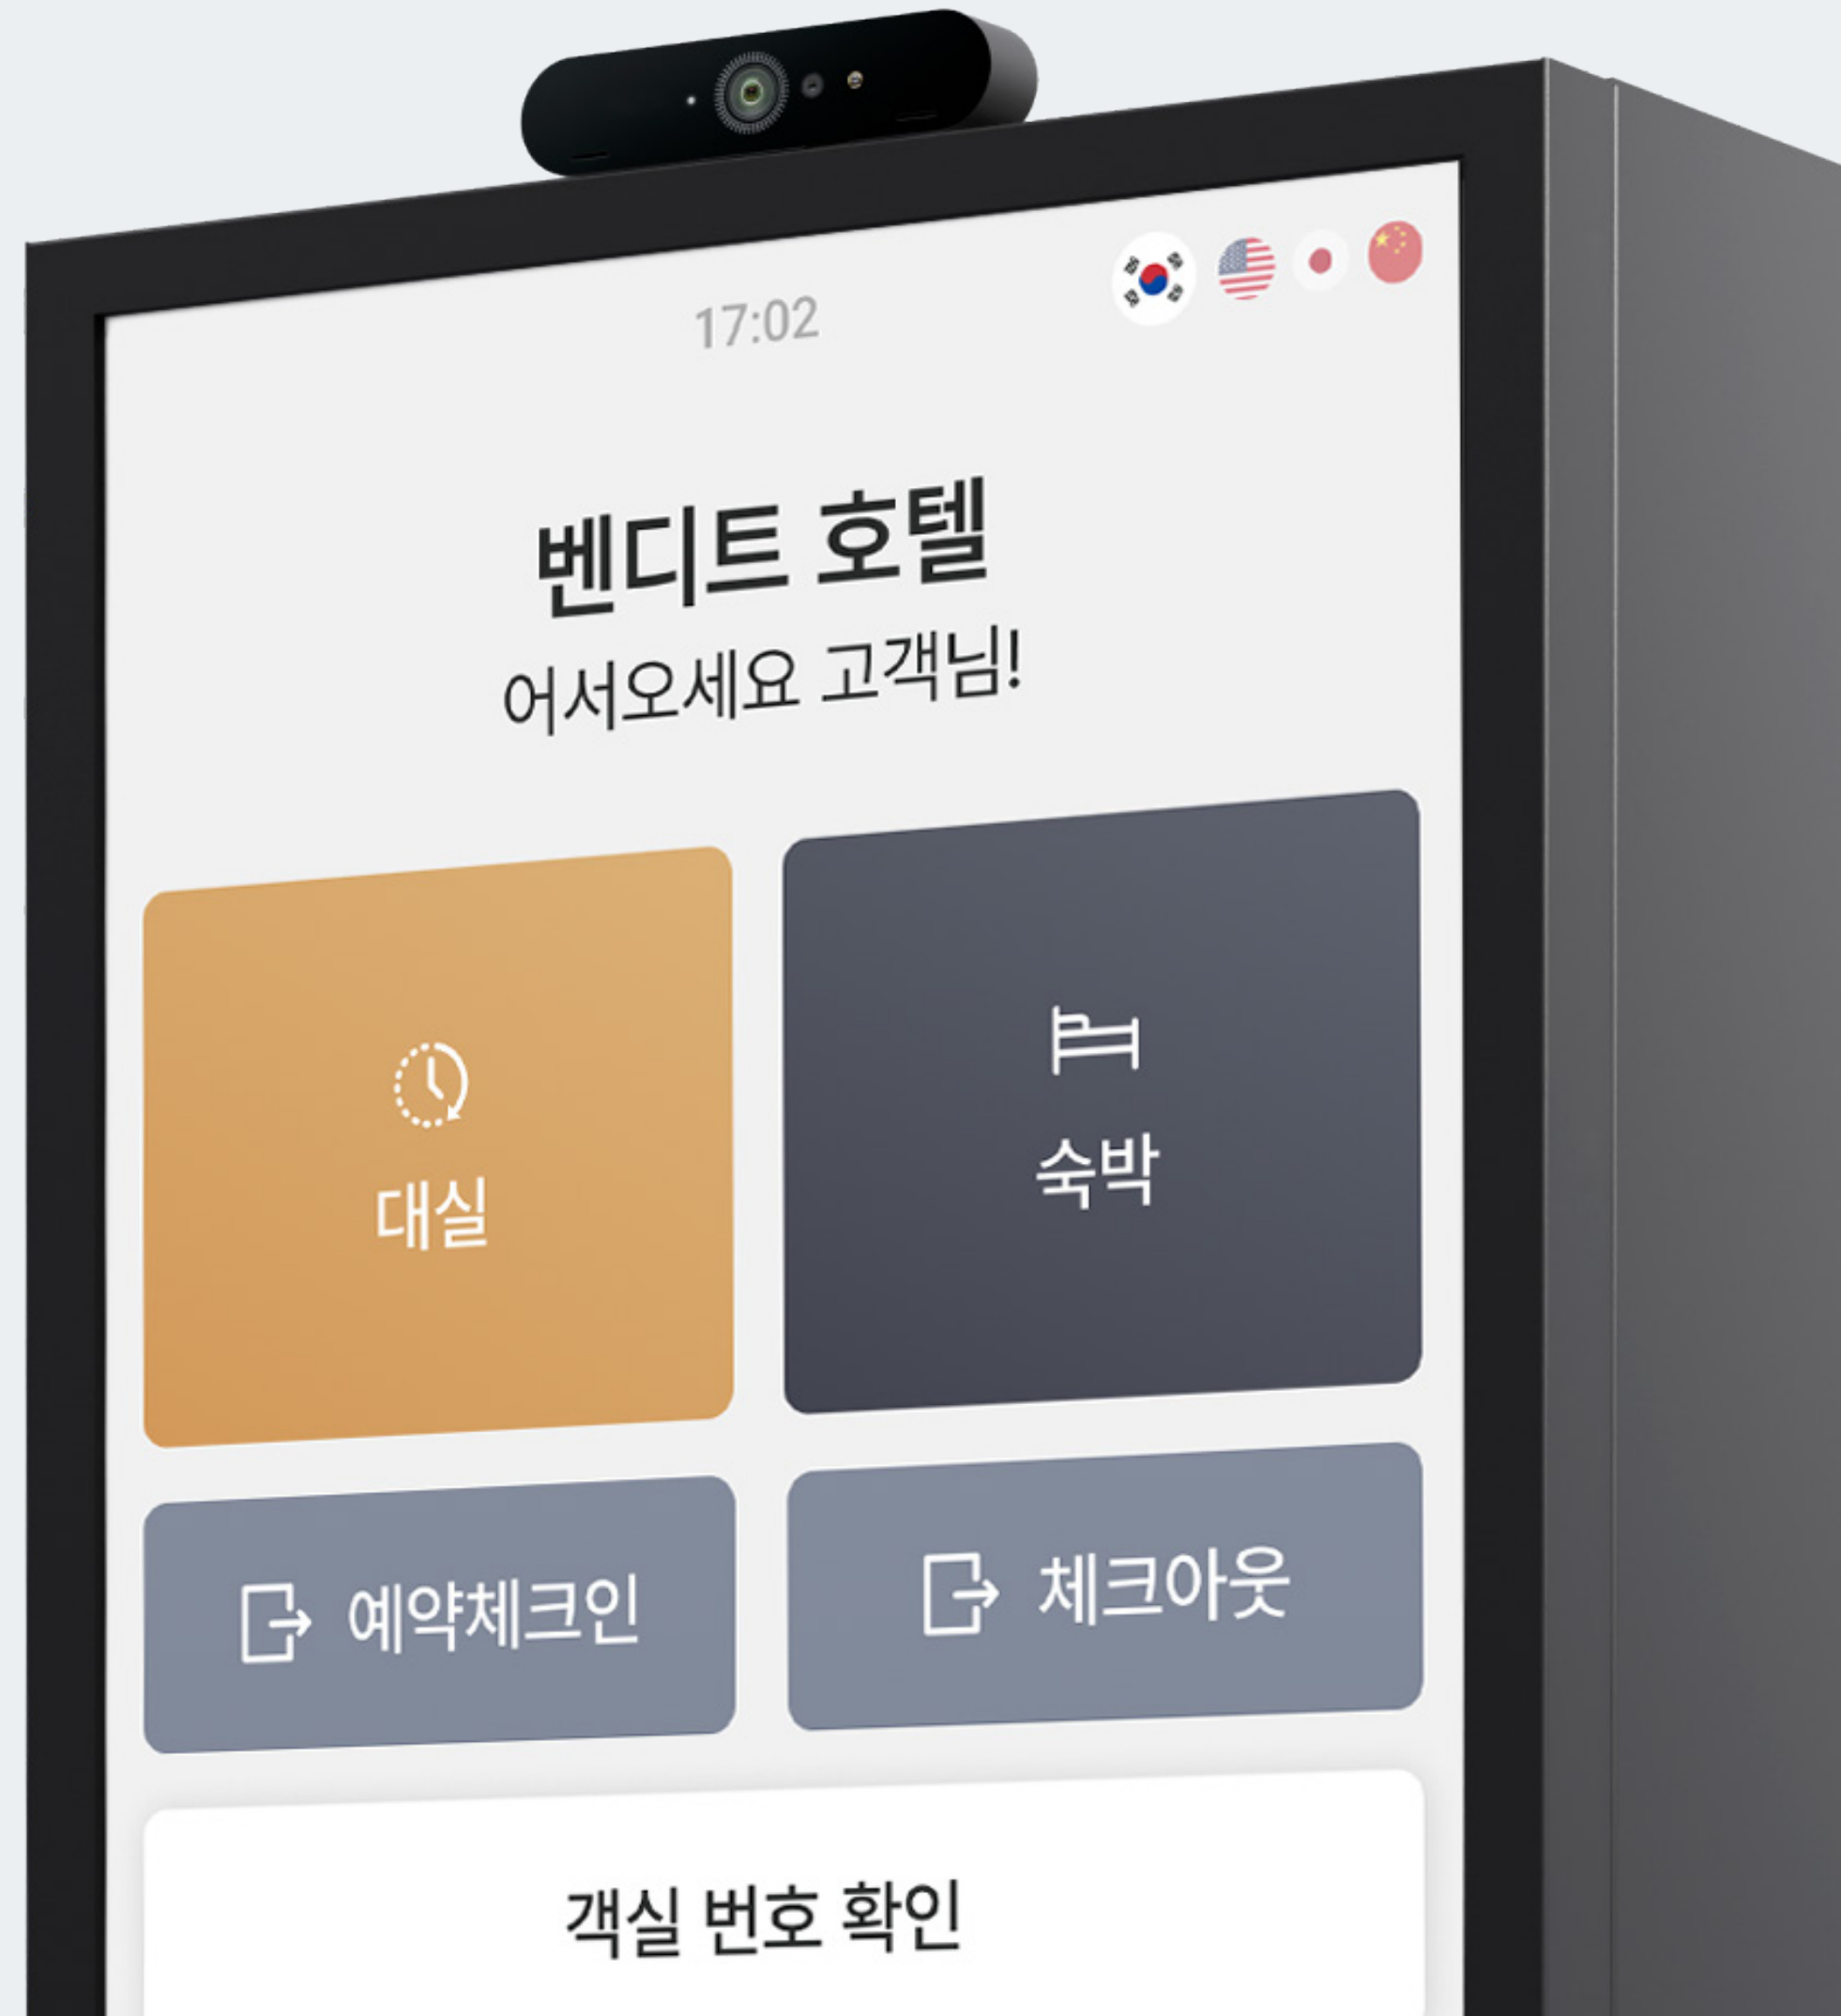 17:02
벤디트 호텔
어서오세요 고객님!
대실
숙박
예약체크인
체크아웃
객실 번호 확인